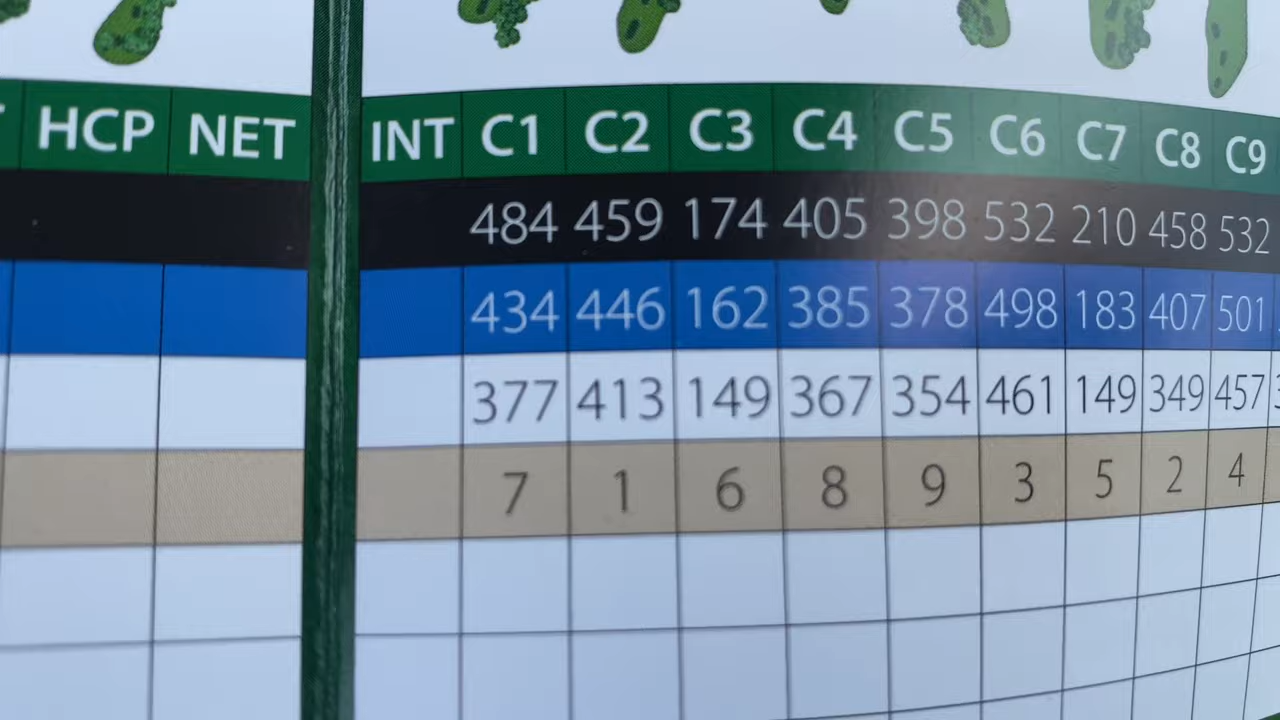 HCP NET INT C1 C2 C3 C4 C5 C6 C7 C8 C9
484 459 174 405 398 532 210 458 532
434 446 162 385 378 498 183 407 501
377 413 149 367 354 461 149 349 457
7 1 6 8 9 3 5 2 4